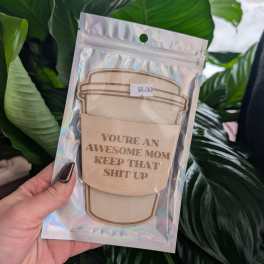 YOU'RE AN
AWESOME MOM
KEEP THAT
SHIT UP